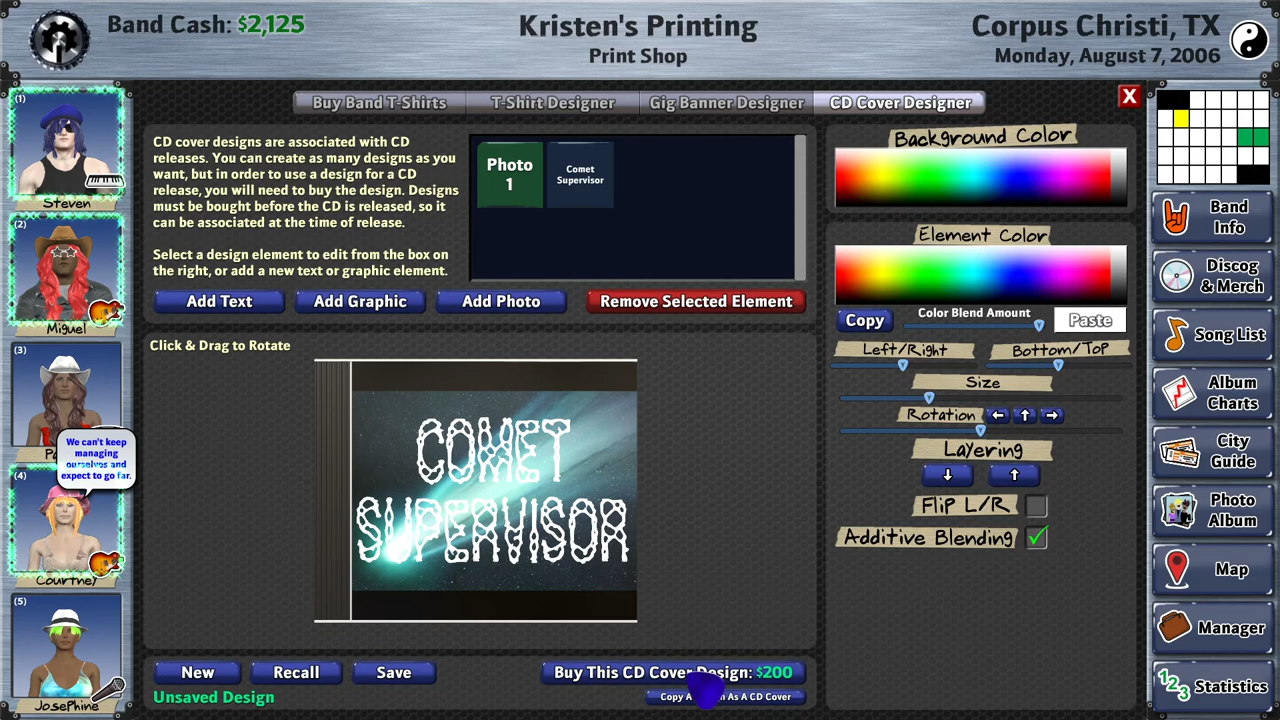 Band Cash: $2,125
Kristen's Printing
Print Shop
Corpus Christi, TX
Monday, August 7, 2006
Buy Band T-Shirts
T-Shirt Designer
Gig Banner Designer
CD Cover Designer
X
(1)
Steven
(2)
Miguel
(3)
We can't keep
managing
ourselves and
expect to go far.
(4)
Courtney
(5)
Josephine
CD cover designs are associated with CD
releases. You can create as many designs as you
want, but in order to use a design for a CD
release, you will need to buy the design. Designs
must be bought before the CD is released, so it
can be associated at the time of release.
Select a design element to edit from the box on
the right, or add a new text or graphic element.
Photo
1
Comet
Supervisor
Add Text
Add Graphic
Add Photo
Remove Selected Element
Click & Drag to Rotate
COMET
SUPERVISOR
New
Recall
Save
Buy This CD Cover Design: $200
Unsaved Design
Copy A
As A CD Cover
Background Color
Element Color
Copy
Color Blend Amount
Paste
Left/Right
Bottom/Top
Size
Rotation
Layering
Flip L/R
Additive Blending
Band
Info
Discog
& Merch
Song List
Album
Charts
City
Guide
Photo
Album
Map
Manager
123
Statistics